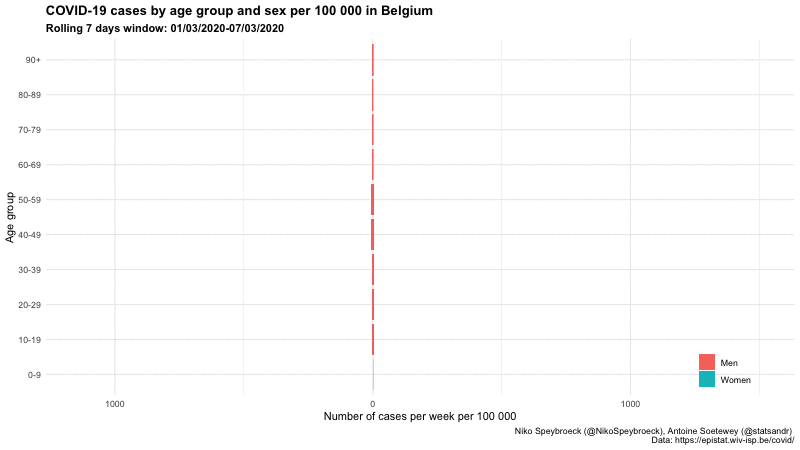 COVID-19 cases by age group and sex per 100 000 in Belgium
Rolling 7 days window: 01/03/2020-07/03/2020
Age group
90+
80-89
70-79
60-69
50-59
40-49
30-39
20-29
10-19
0-9
Men
Women
1000
0
1000
Number of cases per week per 100 000
Niko Speybroeck (@NikoSpeybroeck), Antoine Soetewey (@statsandr)
Data: https://epistat.wiv-isp.be/covid/